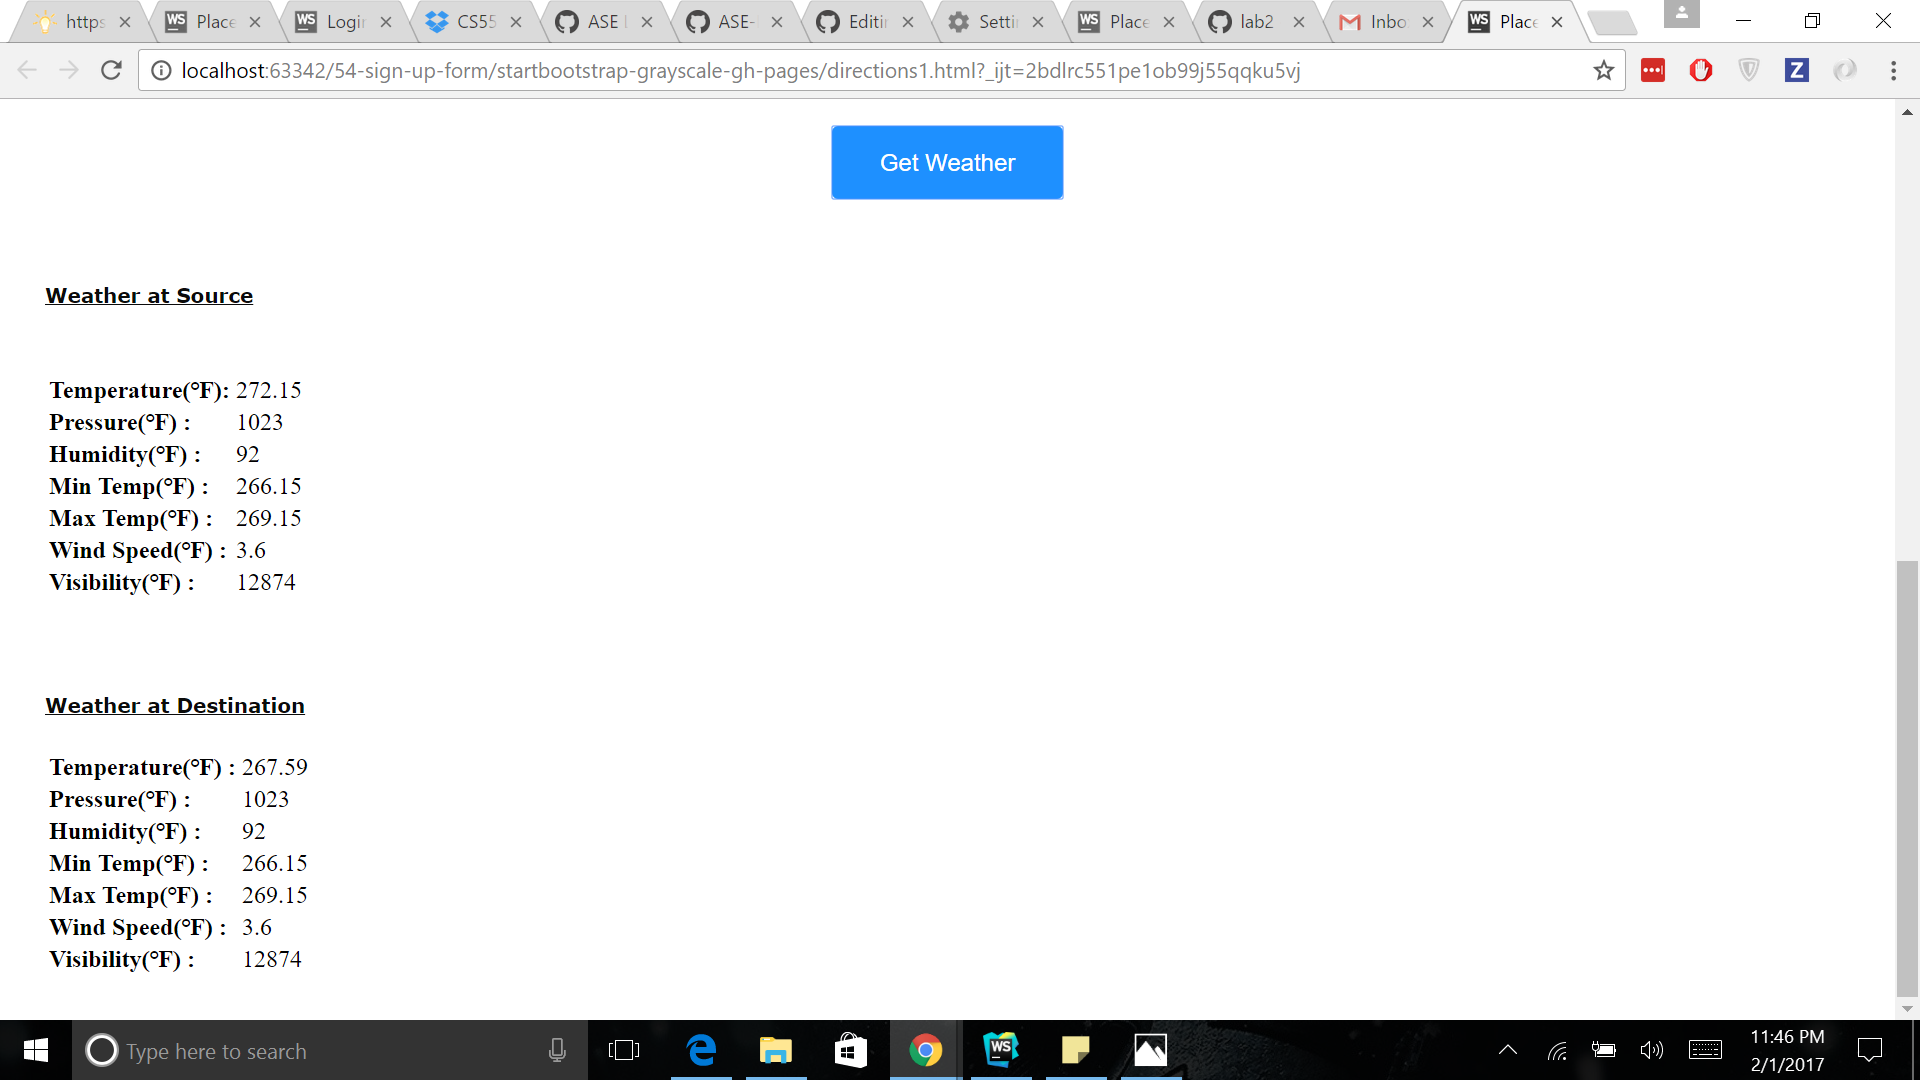 https
Place
Login
CS55
ASE
ASE-
Editin
Settin
Place
lab2
Inbo
Place
localhost:63342/54-sign-up-form/startbootstrap-grayscale-gh-pages/directions1.html?_ijt=2bdlrc551pe1ob99j55qqku5vj
Get Weather
Weather at Source
Temperature(°F): 272.15
Pressure(°F) : 1023
Humidity(°F) : 92
Min Temp(°F) : 266.15
Max Temp(°F) : 269.15
Wind Speed(°F) : 3.6
Visibility(°F) : 12874
Weather at Destination
Temperature(°F) : 267.59
Pressure(°F) : 1023
Humidity(°F) : 92
Min Temp(°F) : 266.15
Max Temp(°F) : 269.15
Wind Speed(°F) : 3.6
Visibility(°F) : 12874
Type here to search
11:46 PM
2/1/2017